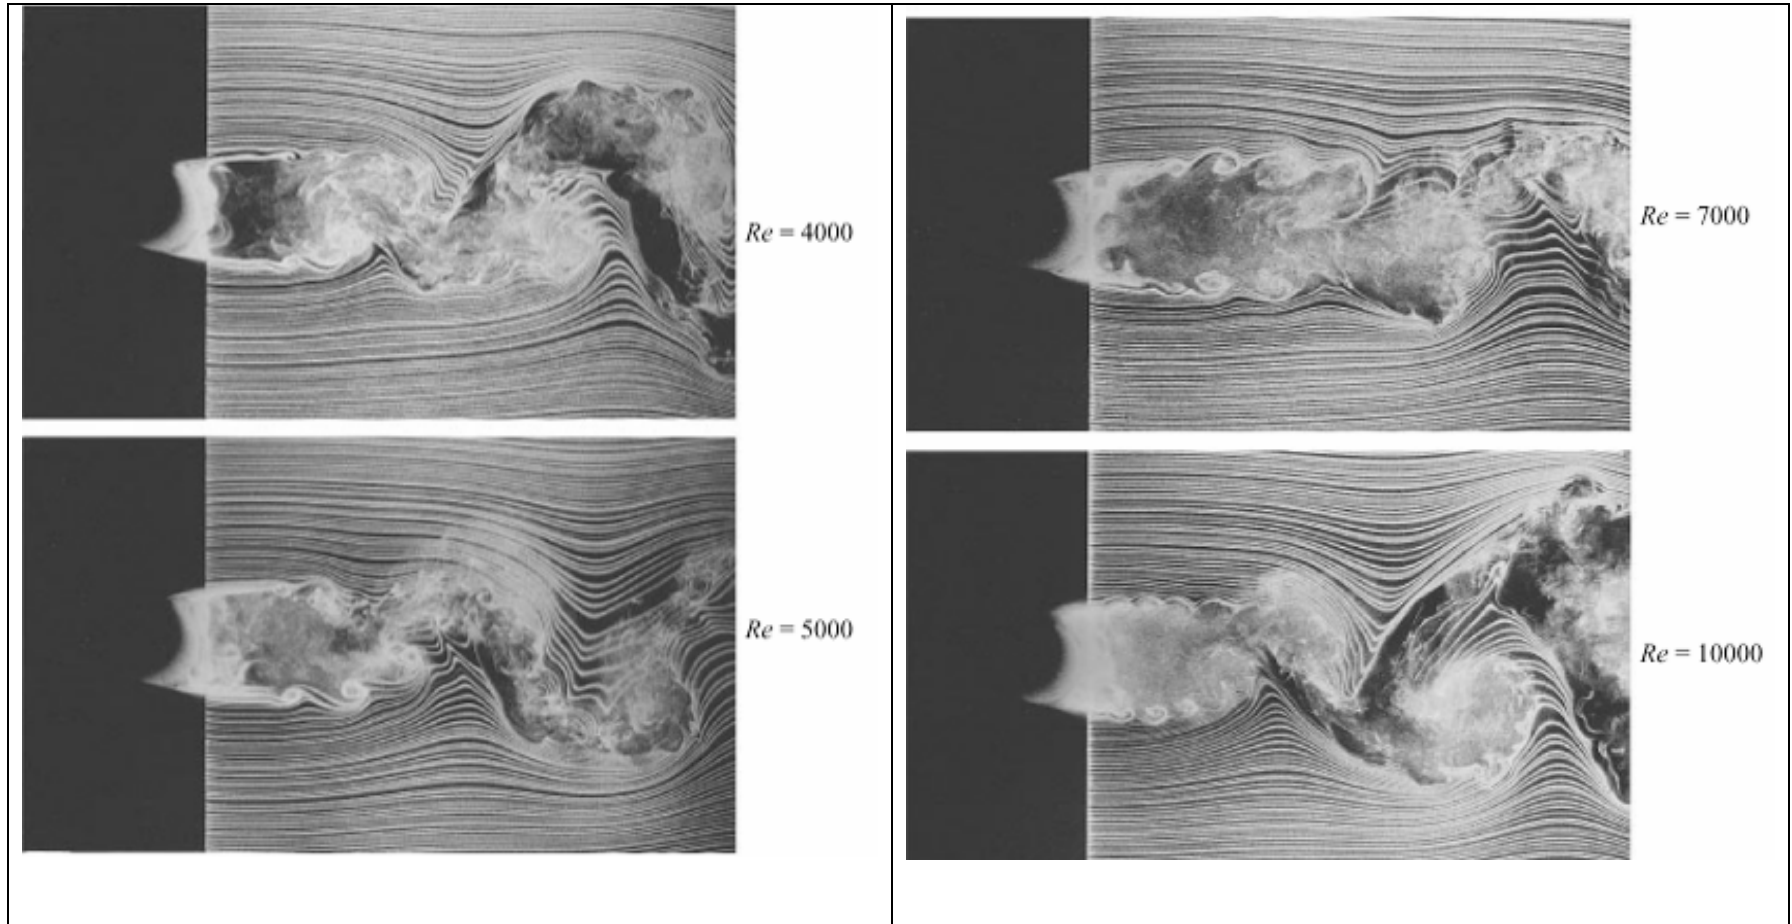 Re = 4000
Re = 5000
Re = 7000
Re = 10000